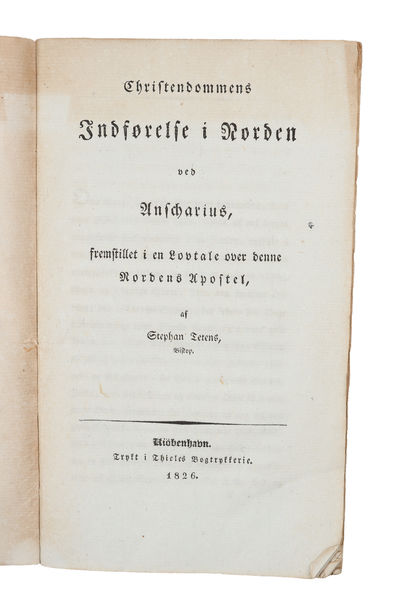 Christendommens
Indførelse i Norden
ved
Anscharius,
fremstillet i en Lovtale over denne
Nordens Apostel,
af
Stephan Tetens,
Biskop.
Kiöbenhavn.
Trykt i Thieles Bogtrykkerie.
1826.